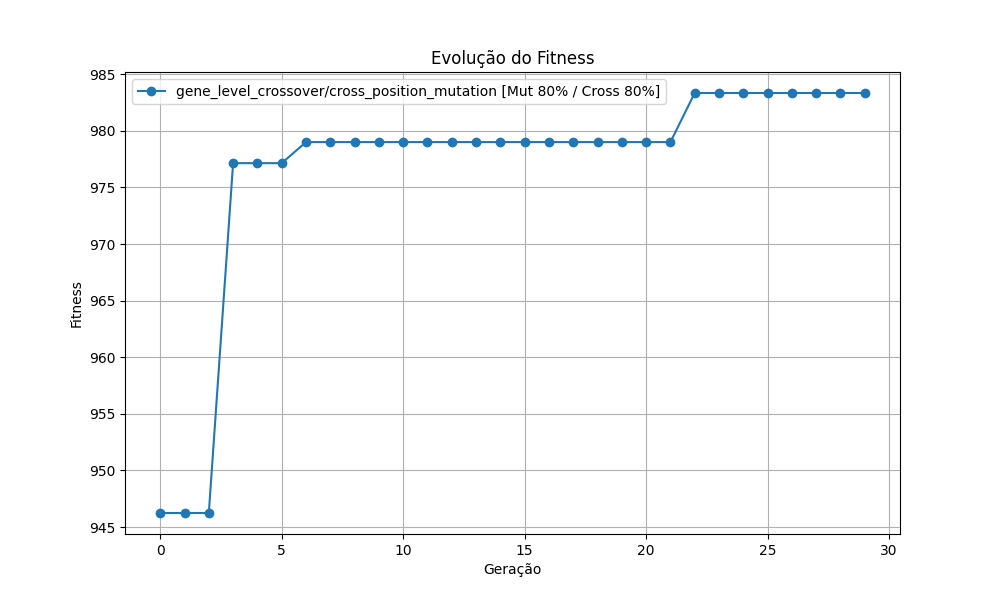 Evolução do Fitness
gene_level_crossover/cross_position_mutation [Mut 80% / Cross 80%]
Fitness
985
980
975
970
965
960
955
950
945
0 5 10 15 20 25 30
Geração